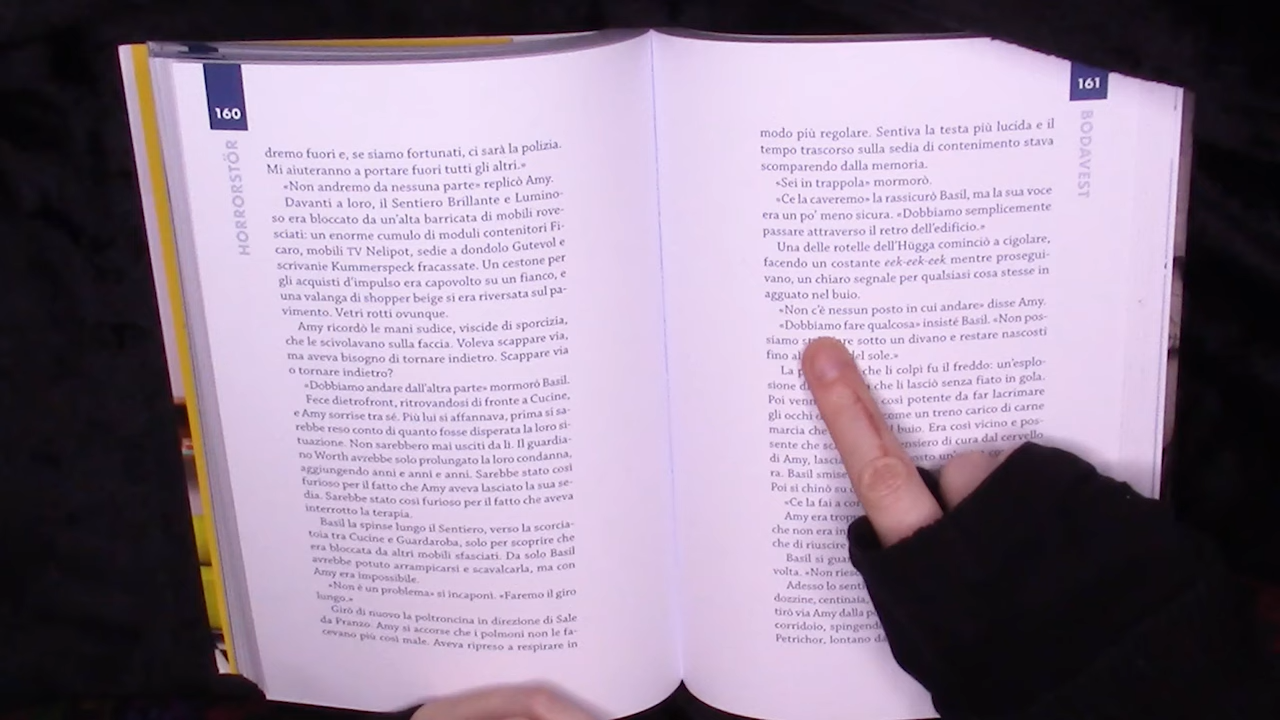 160
HORRORSTÖR
dremo fuori e, se siamo fortunati, ci sarà la polizia.
Mi aiuteranno a portare fuori tutti gli altri.»
«Non andremo da nessuna parte» replicò Amy.
Davanti a loro, il Sentiero Brillante e Lumino-
so era bloccato da un'alta barricata di mobili rove-
sciati: un enorme cumulo di moduli contenitori Fi-
caro, mobili TV Nelipot, sedie a dondolo Gutevol e
scrivanie Kummerspeck fracassate. Un cestone per
gli acquisti d'impulso era capovolto su un fianco, e
una valanga di shopper beige si era riversata sul pa-
vimento. Vetri rotti ovunque.
Amy ricordò le mani sudice, viscide di sporcizia,
che le scivolavano sulla faccia. Voleva scappare via,
ma aveva bisogno di tornare indietro. Scappare via
o tornare indietro?
«Dobbiamo andare dall'altra parte» mormorò Basil.
Fece dietrofront, ritrovandosi di fronte a Cucine,
e Amy sorrise tra sé. Più lui si affannava, prima si sa-
rebbe reso conto di quanto fosse disperata la loro si-
tuazione. Non sarebbero mai usciti da lì. Il guardia-
no Worth avrebbe solo prolungato la loro condanna,
aggiungendo anni e anni e anni. Sarebbe stato così
furioso per il fatto che Amy aveva lasciato la sua se-
dia. Sarebbe stato così furioso per il fatto che aveva
interrotto la terapia.
Basil la spinse lungo il Sentiero, verso la scorcia-
toia tra Cucine e Guardaroba, solo per scoprire che
era bloccata da altri mobili sfasciati. Da solo Basil
avrebbe potuto arrampicarsi e scavalcarla, ma con
Amy era impossibile.
«Non è un problema» si incaponì. «Faremo il giro
lungo.»
Girò di nuovo la poltroncina in direzione di Sale
da Pranzo. Amy si accorse che i polmoni non le fa-
cevano più così male. Aveva ripreso a respirare in
161
BODAVEST
modo più regolare. Sentiva la testa più lucida e il
tempo trascorso sulla sedia di contenimento stava
scomparendo dalla memoria.
«Sei in trappola» mormorò.
«Ce la caveremo» la rassicurò Basil, ma la sua voce
era un po' meno sicura. «Dobbiamo semplicemente
passare attraverso il retro dell'edificio.»
Una delle rotelle dell'Hügga cominciò a cigolare,
facendo un costante eek-eek-eek mentre prosegui-
vano, un chiaro segnale per qualsiasi cosa stesse in
agguato nel buio.
«Non c'è nessun posto in cui andare» disse Amy.
«Dobbiamo fare qualcosa» insisté Basil. «Non pos-
siamo sotto un divano e restare nascosti
fino del sole.»
La che li colpì fu il freddo: un'esplo-
sione che li lasciò senza fiato in gola.
Poi così potente da far lacrimare
gli occhi come un treno carico di carne
marcia che buio. Era così vicino e pos-
sente che di cura dal cervello
di Amy,
ra. Basil smise
Poi si chinò su
«Ce la fai a
Amy era
che non era in
che di riuscire
Basil si
volta. «Non
Adesso lo
dozzine, centinaia,
tirò via Amy dalla
corridoio,
Petrichor, lontano